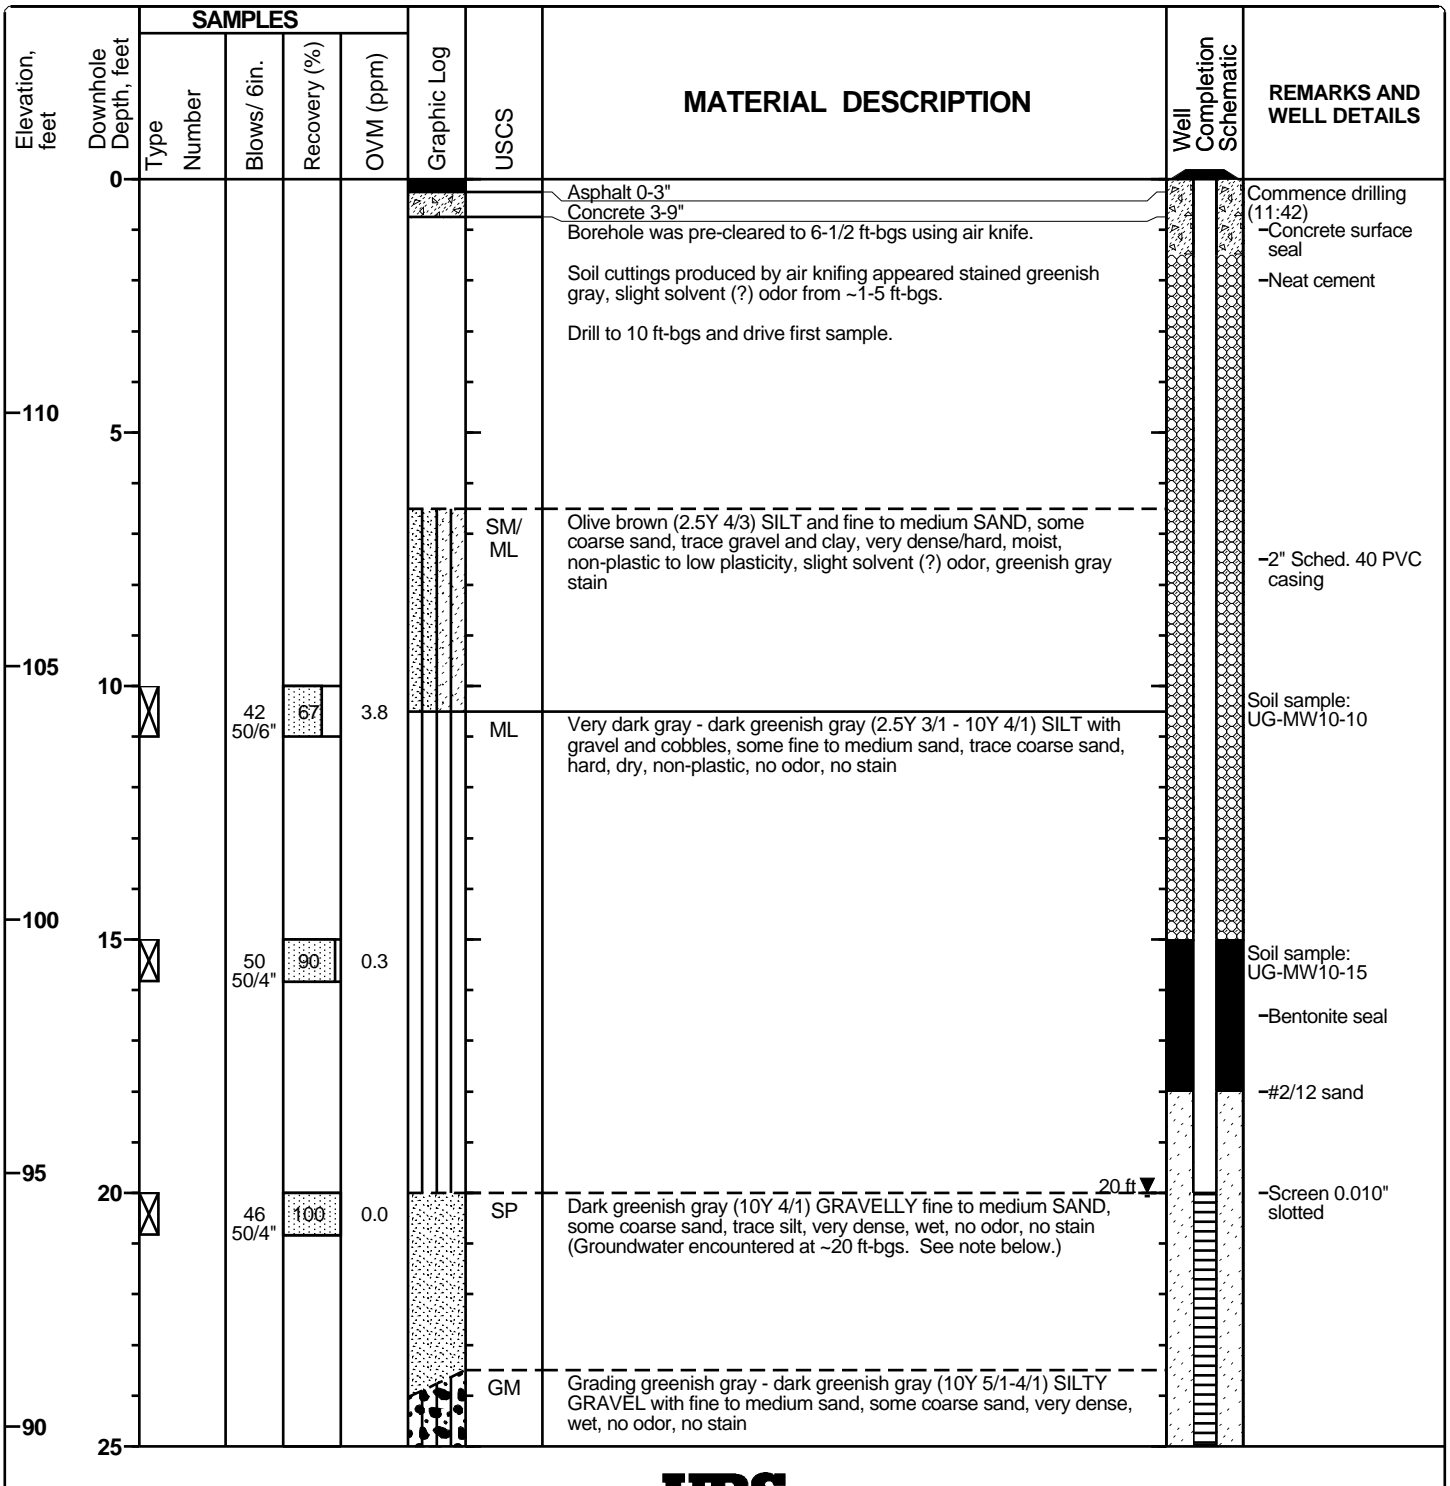 SAMPLES
Elevation,
feet
Downhole
Depth, feet
Type
Number
Blows/ 6in.
Recovery (%)
OVM (ppm)
Graphic Log
USCS
MATERIAL DESCRIPTION
Well
Completion
Schematic
REMARKS AND
WELL DETAILS
0
Asphalt 0-3"
Concrete 3-9"
Borehole was pre-cleared to 6-1/2 ft-bgs using air knife.
Soil cuttings produced by air knifing appeared stained greenish
gray, slight solvent (?) odor from ~1-5 ft-bgs.
Drill to 10 ft-bgs and drive first sample.
Commence drilling
(11:42)
Concrete surface
seal
Neat cement
110
5
SM/
ML
Olive brown (2.5Y 4/3) SILT and fine to medium SAND, some
coarse sand, trace gravel and clay, very dense/hard, moist,
non-plastic to low plasticity, slight solvent (?) odor, greenish gray
stain
2" Sched. 40 PVC
casing
105
10
42
50/6"
67
3.8
Soil sample:
UG-MW10-10
ML
Very dark gray - dark greenish gray (2.5Y 3/1 - 10Y 4/1) SILT with
gravel and cobbles, some fine to medium sand, trace coarse sand,
hard, dry, non-plastic, no odor, no stain
100
15
50
50/4"
90
0.3
Soil sample:
UG-MW10-15
Bentonite seal
#2/12 sand
95
20
46
50/4"
100
0.0
20 ft
SP
Dark greenish gray (10Y 4/1) GRAVELLY fine to medium SAND,
some coarse sand, trace silt, very dense, wet, no odor, no stain
(Groundwater encountered at ~20 ft-bgs. See note below.)
Screen 0.010"
slotted
GM
Grading greenish gray - dark greenish gray (10Y 5/1-4/1) SILTY
GRAVEL with fine to medium sand, some coarse sand, very dense,
wet, no odor, no stain
90
25